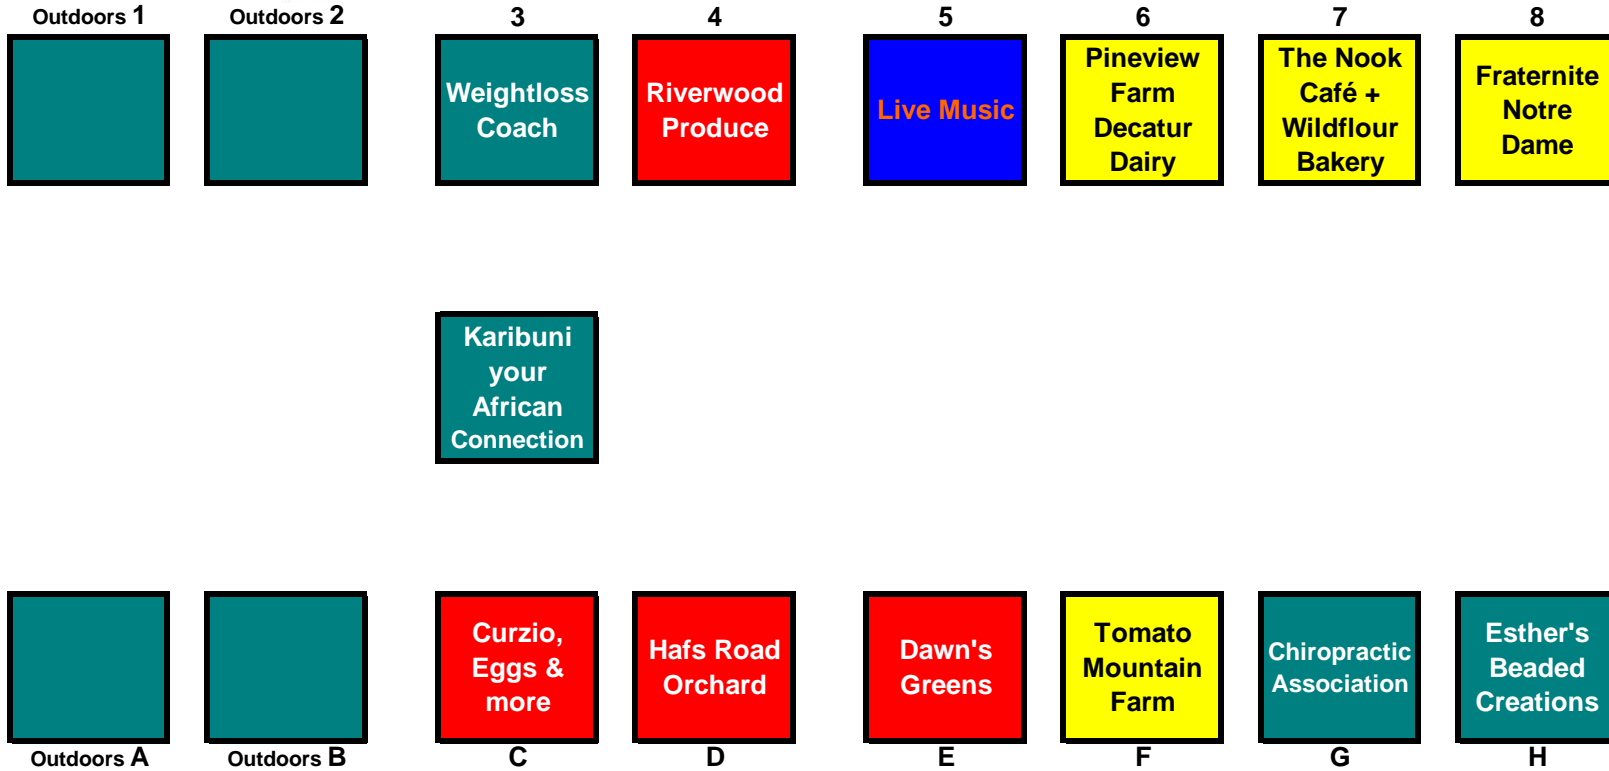 Outdoors 1
Outdoors 2
3
4
5
6
7
8
Weightloss
Coach
Riverwood
Produce
Live Music
Pineview
Farm
Decatur
Dairy
The Nook
Café +
Wildflour
Bakery
Fraternite
Notre
Dame
Karibuni
your
African
Connection
Curzio,
Eggs &
more
Hafs Road
Orchard
Dawn's
Greens
Tomato
Mountain
Farm
Chiropractic
Association
Esther's
Beaded
Creations
Outdoors A
Outdoors B
C
D
E
F
G
H